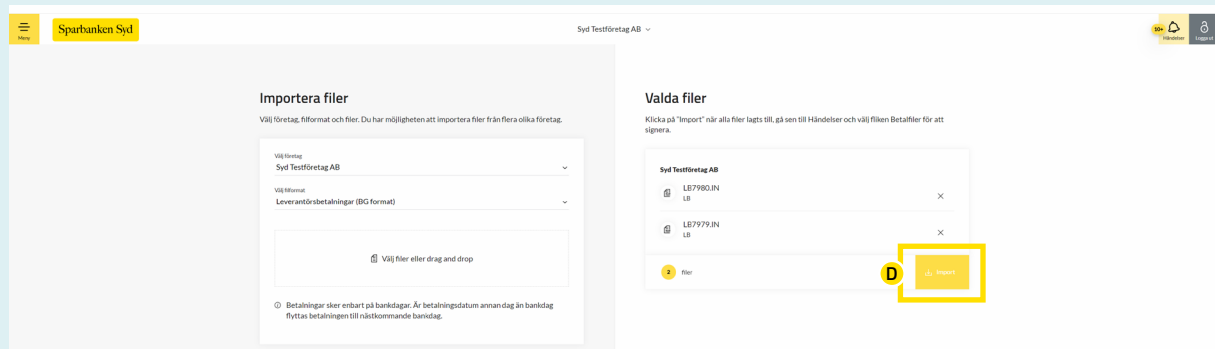 Meny
Sparbanken Syd
Syd Testföretag AB
10+
Händelser
Logga ut
Importera filer
Välj företag, filformat och filer. Du har möjligheten att importera filer från flera olika företag.
Välj företag
Syd Testföretag AB
Välj filformat
Leverantörsbetalningar (BG format)
Välj filer eller drag and drop
Betalningar sker enbart på bankdagar. Är betalningsdatum annan dag än bankdag
flyttas betalningen till nästkommande bankdag.
Valda filer
Klicka på "Import" när alla filer lagts till, gå sen till Händelser och välj fliken Betalfiler för att
signera.
Syd Testföretag AB
LB7980.IN
LB
LB7979.IN
LB
2 filer
D
Import